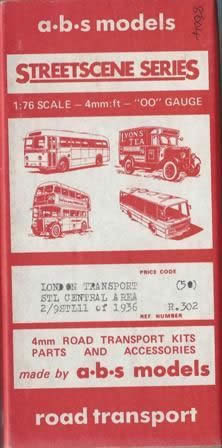 a·b·s models
8604
STREETSCENE SERIES
1:76 SCALE – 4mm:ft – "OO" GAUGE
LYONS'
TEA
PRICE CODE
LONDON TRANSPORT (50)
STL CENTRAL AREA
2/9STL11 of 1936 R.302
REF NUMBER
4mm ROAD TRANSPORT KITS
PARTS AND ACCESSORIES
made by a·b·s models
road transport